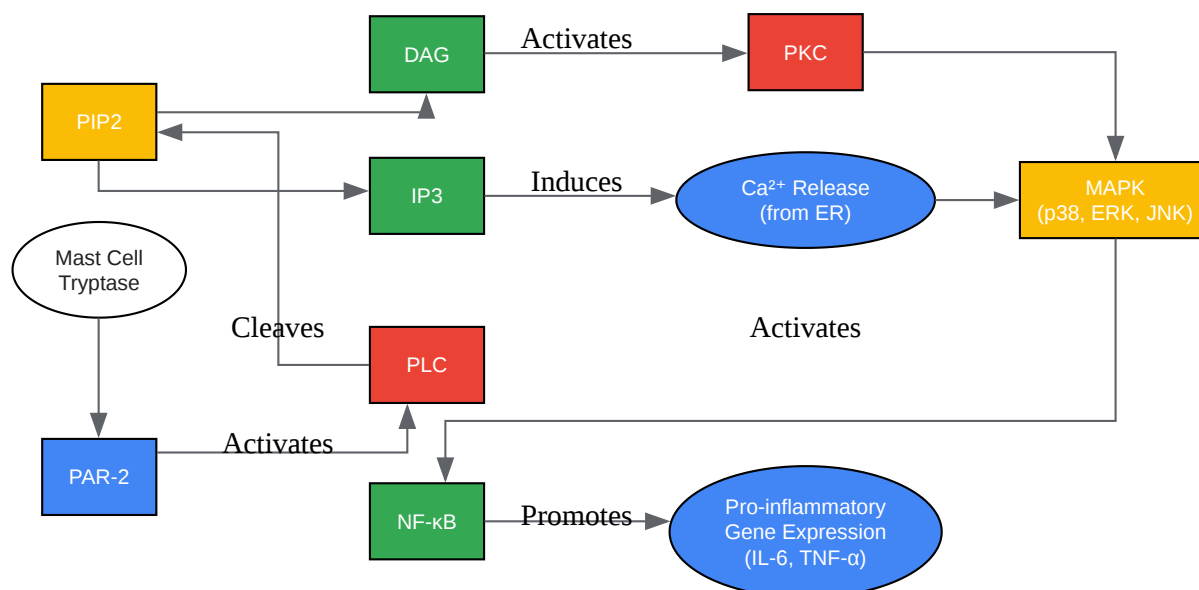 DAG
Activates
PKC
PIP2
IP3
Induces
Ca²⁺ Release
(from ER)
MAPK
(p38, ERK, JNK)
Mast Cell
Tryptase
Cleaves
PLC
Activates
PAR-2
Activates
NF-κB
Promotes
Pro-inflammatory
Gene Expression
(IL-6, TNF-α)